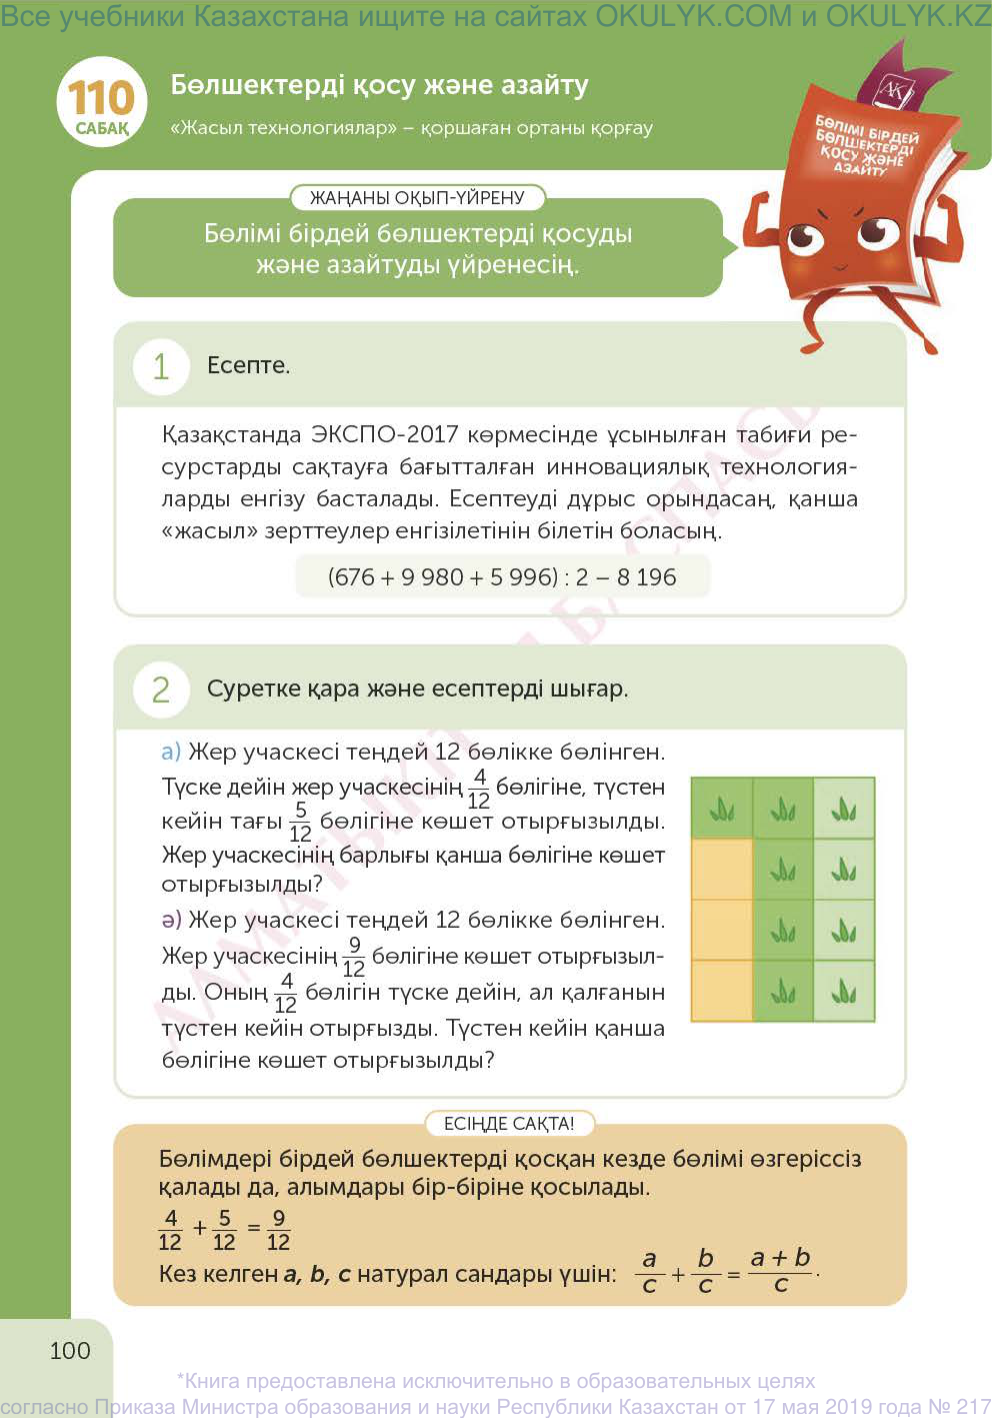 Все учебники Казахстана ищите на сайтах OKULYK.COM и OKULYK.KZ
110
САБАҚ
Бөлшектерді қосу және азайту
«Жасыл технологиялар» – қоршаған ортаны қорғау
АК
БӨЛІМІ БІРДЕЙ
БӨЛШЕКТЕРДІ
ҚОСУ ЖӘНЕ
АЗАЙТУ
ЖАҢАНЫ ОҚЫП-ҮЙРЕНУ
Бөлімі бірдей бөлшектерді қосуды
және азайтуды үйренесің.
1 Есепте.
Қазақстанда ЭКСПО-2017 көрмесінде ұсынылған табиғи ре-
сурстарды сақтауға бағытталған инновациялық технология-
ларды енгізу басталады. Есептеуді дұрыс орындасаң, қанша
«жасыл» зерттеулер енгізілетінін білетін боласың.
(676 + 9 980 + 5 996) : 2 – 8 196
2 Суретке қара және есептерді шығар.
а) Жер учаскесі теңдей 12 бөлікке бөлінген.
Түске дейін жер учаскесінің 4/12 бөлігіне, түстен
кейін тағы 5/12 бөлігіне көшет отырғызылды.
Жер учаскесінің барлығы қанша бөлігіне көшет
отырғызылды?
ә) Жер учаскесі теңдей 12 бөлікке бөлінген.
Жер учаскесінің 9/12 бөлігіне көшет отырғызыл-
ды. Оның 4/12 бөлігін түске дейін, ал қалғанын
түстен кейін отырғызды. Түстен кейін қанша
бөлігіне көшет отырғызылды?
ЕСІҢДЕ САҚТА!
Бөлімдері бірдей бөлшектерді қосқан кезде бөлімі өзгеріссіз
қалады да, алымдары бір-біріне қосылады.
4/12 + 5/12 = 9/12
Кез келген a, b, c натурал сандары үшін: a/c + b/c = (a + b)/c.
100
*Книга предоставлена исключительно в образовательных целях
согласно Приказа Министра образования и науки Республики Казахстан от 17 мая 2019 года № 217